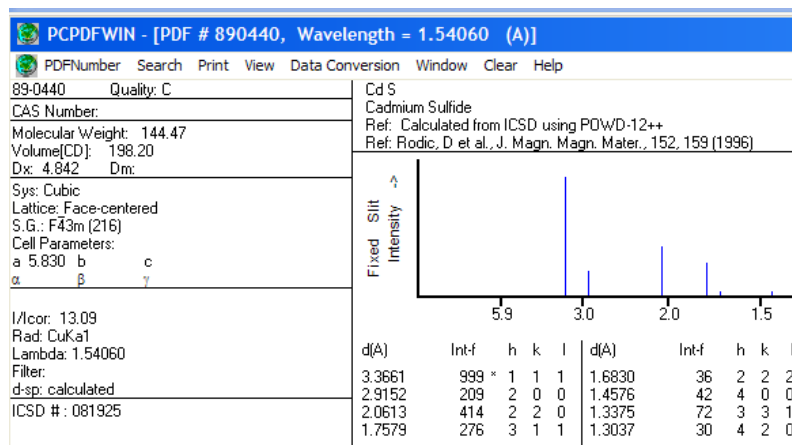 PCPDFWIN - [PDF # 890440, Wavelength = 1.54060 (A)]
PDFNumber Search Print View Data Conversion Window Clear Help
89-0440 Quality: C
CAS Number:
Molecular Weight: 144.47
Volume[CD]: 198.20
Dx: 4.842 Dm:
Sys: Cubic
Lattice: Face-centered
S.G.: F4̅3m (216)
Cell Parameters:
a 5.830 b c
α β γ
I/Icor: 13.09
Rad: CuKa1
Lambda: 1.54060
Filter:
d-sp: calculated
ICSD # : 081925
Cd S
Cadmium Sulfide
Ref: Calculated from ICSD using POWD-12++
Ref: Rodic, D et al., J. Magn. Magn. Mater., 152, 159 (1996)
Fixed Slit
Intensity ->
5.9 3.0 2.0 1.5
d(A) Int-f h k l d(A) Int-f h k l
3.3661 999 * 1 1 1 1.6830 36 2 2 2
2.9152 209 2 0 0 1.4576 42 4 0 0
2.0613 414 2 2 0 1.3375 72 3 3 1
1.7579 276 3 1 1 1.3037 30 4 2 0